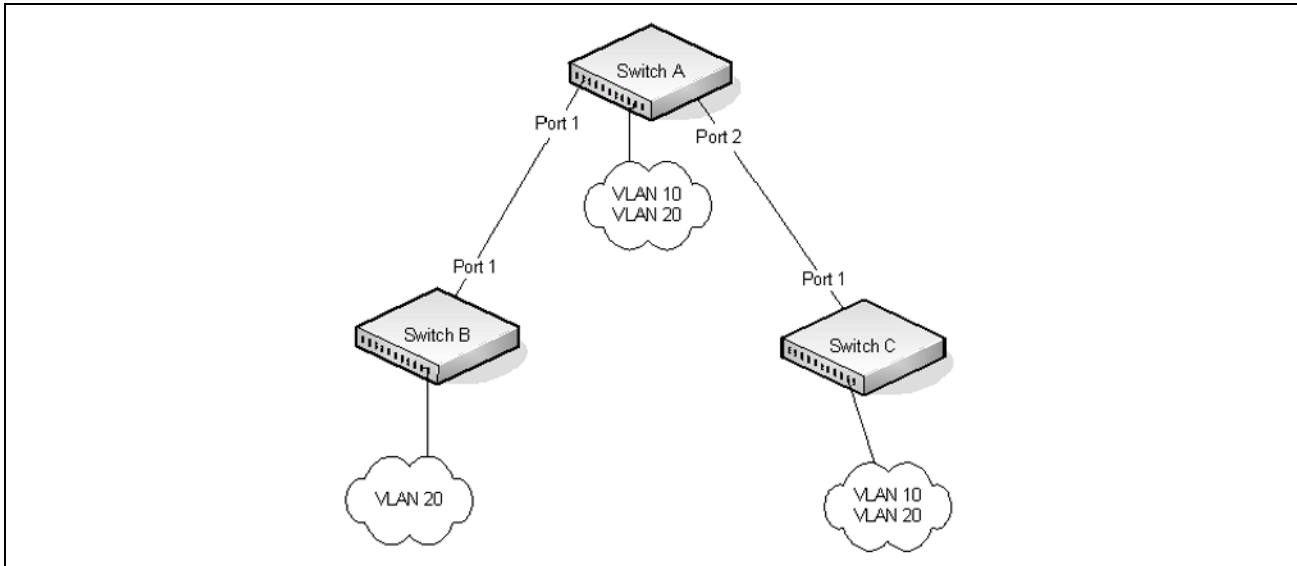 Switch A
Port 1
Port 2
VLAN 10
VLAN 20
Port 1
Port 1
Switch B
Switch C
VLAN 20
VLAN 10
VLAN 20